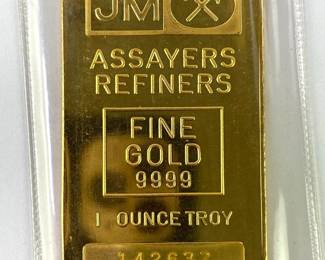 JM
ASSAYERS
REFINERS
FINE
GOLD
9999
1 OUNCE TROY